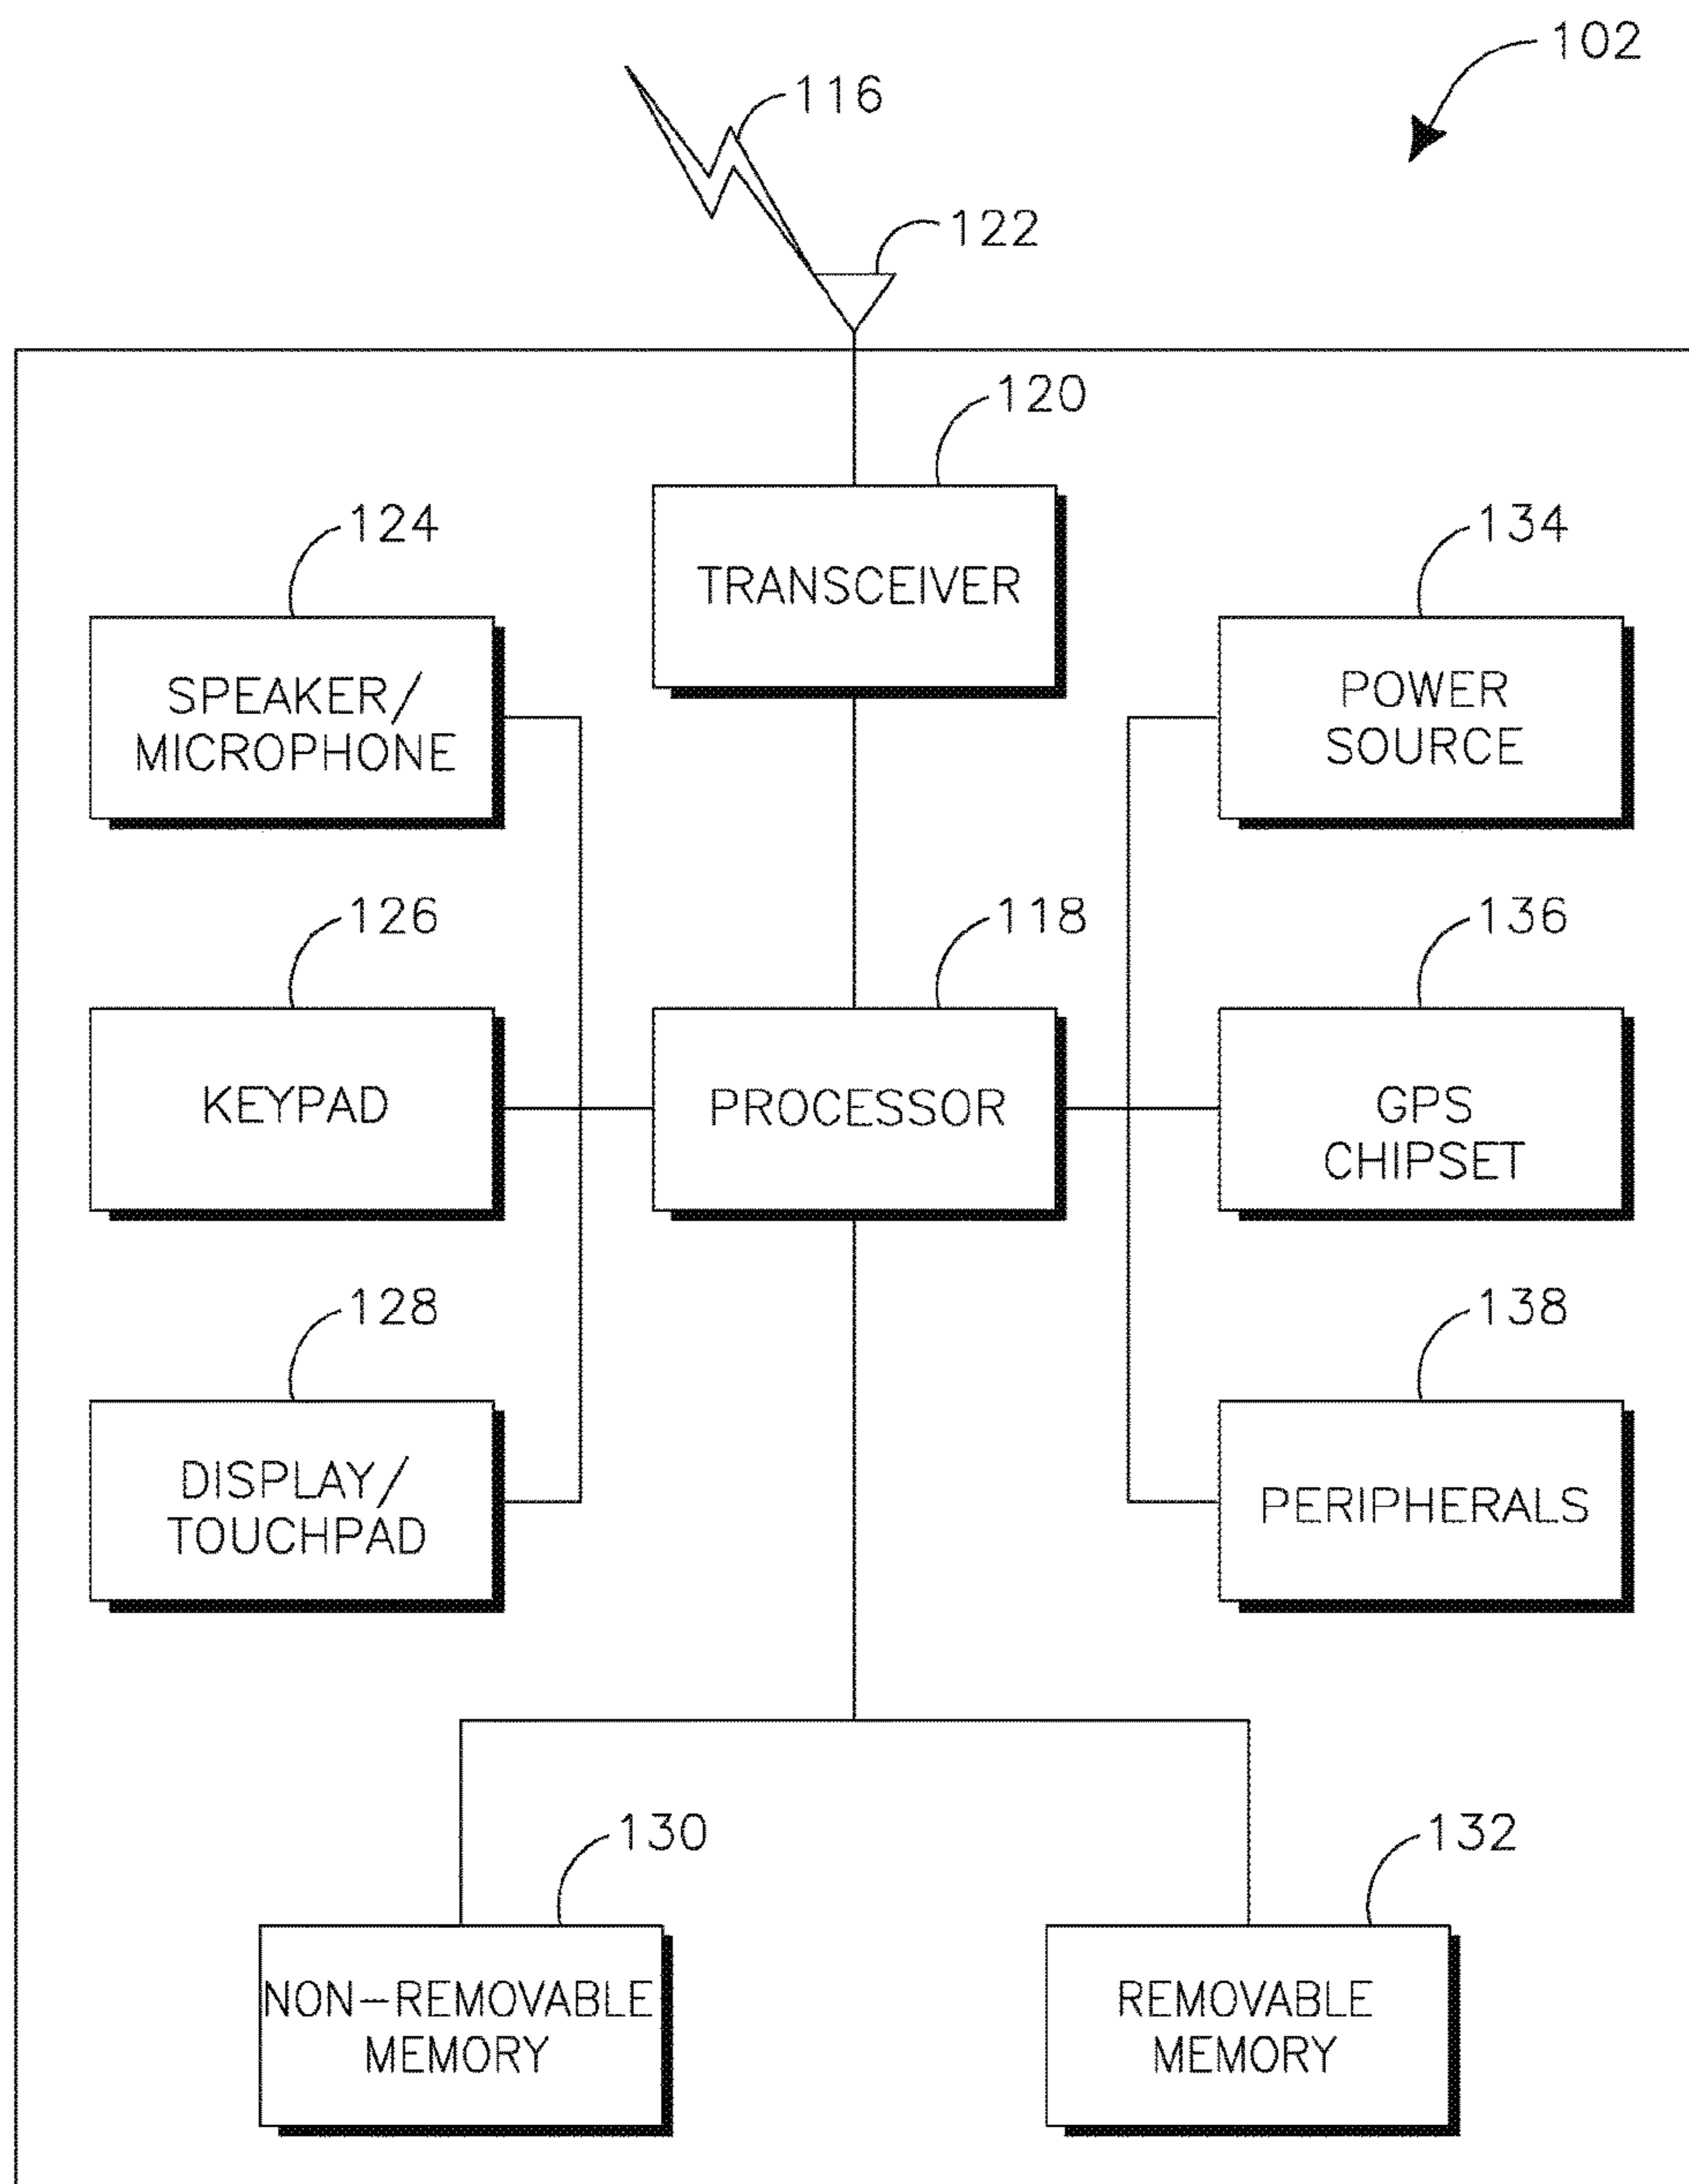 102
116
122
120
TRANSCEIVER
124
SPEAKER/
MICROPHONE
134
POWER
SOURCE
126
KEYPAD
118
PROCESSOR
136
GPS
CHIPSET
128
DISPLAY/
TOUCHPAD
138
PERIPHERALS
130
NON-REMOVABLE
MEMORY
132
REMOVABLE
MEMORY